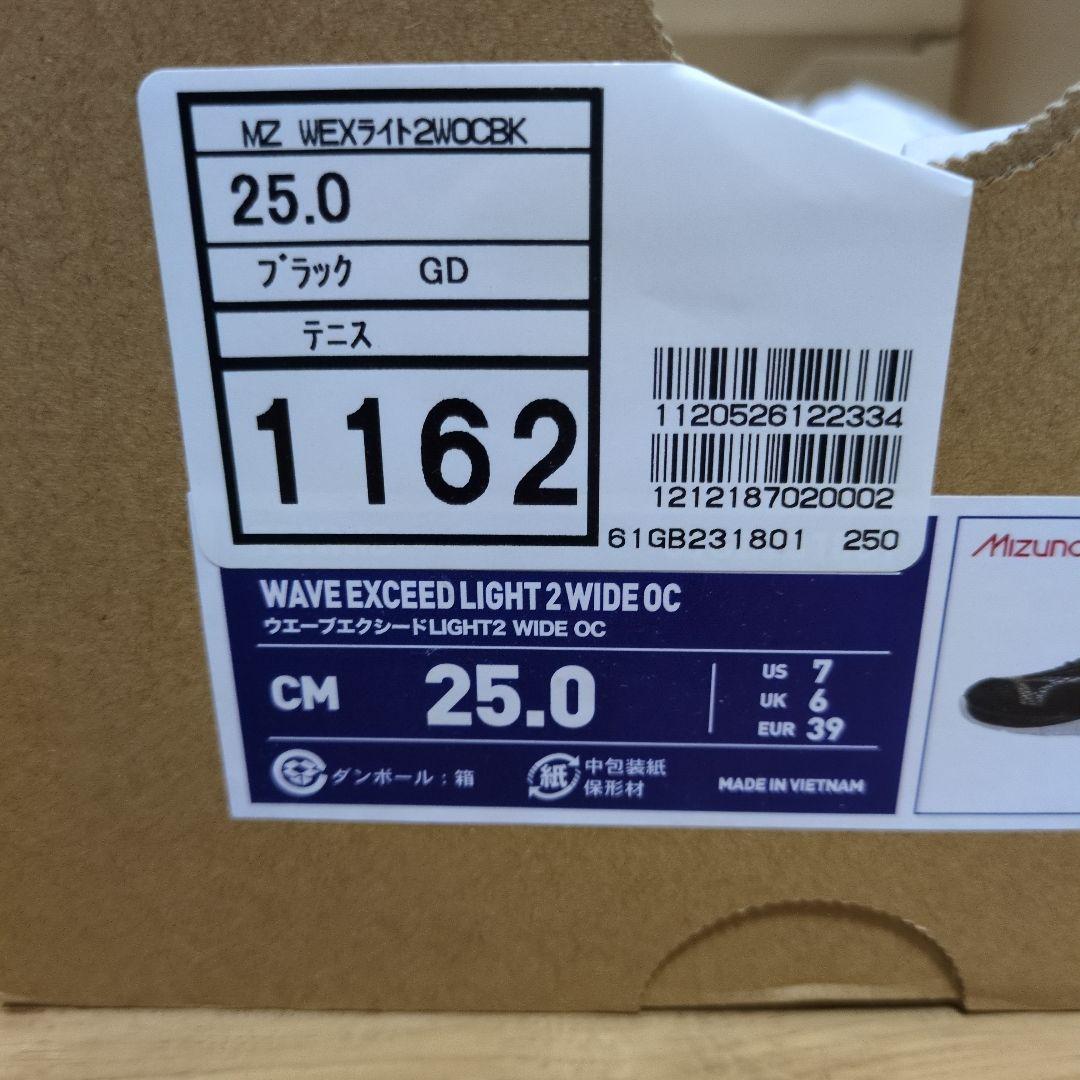 MZ WEXライト2WOCBK
25.0
ブラック GD
テニス
1162
1120526122334
1212187020002
61GB231801 250
MIZUNO
WAVE EXCEED LIGHT 2 WIDE OC
ウエーブエクシードLIGHT2 WIDE OC
CM 25.0
US 7
UK 6
EUR 39
ダンボール：箱
紙 中包装紙
保形材
MADE IN VIETNAM